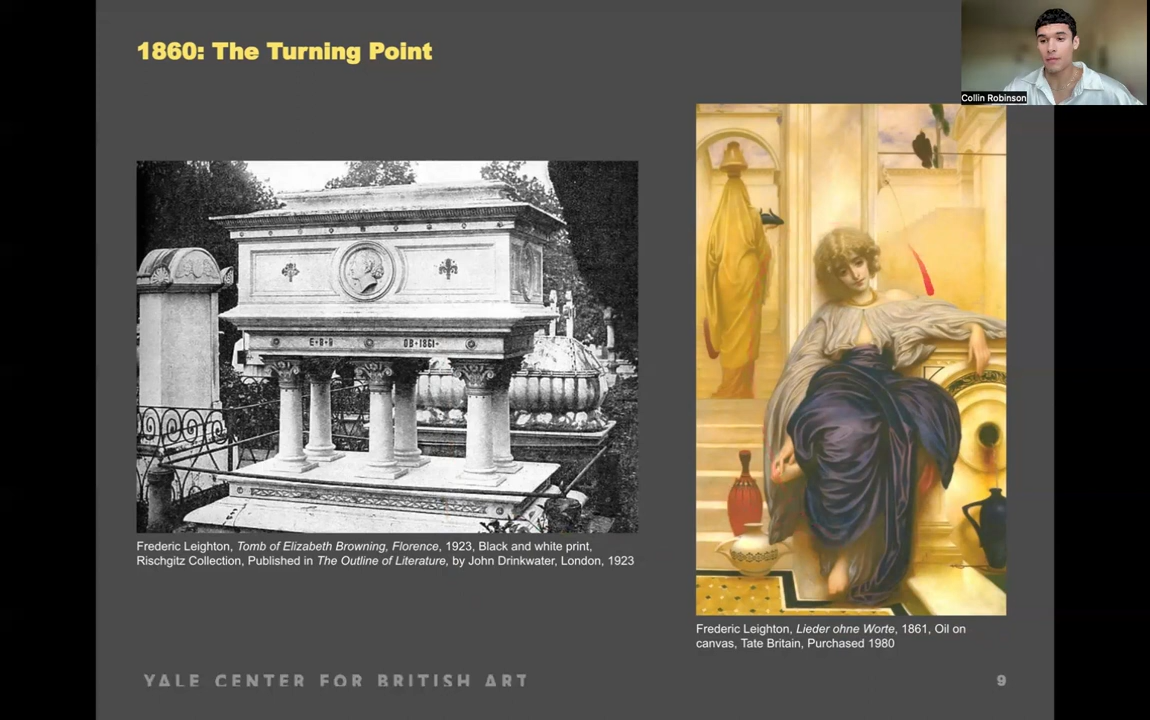 1860: The Turning Point
Collin Robinson
E·B·B OB·1861·
Frederic Leighton, Tomb of Elizabeth Browning, Florence, 1923, Black and white print,
Rischgitz Collection, Published in The Outline of Literature, by John Drinkwater, London, 1923
Frederic Leighton, Lieder ohne Worte, 1861, Oil on
canvas, Tate Britain, Purchased 1980
YALE CENTER FOR BRITISH ART
9